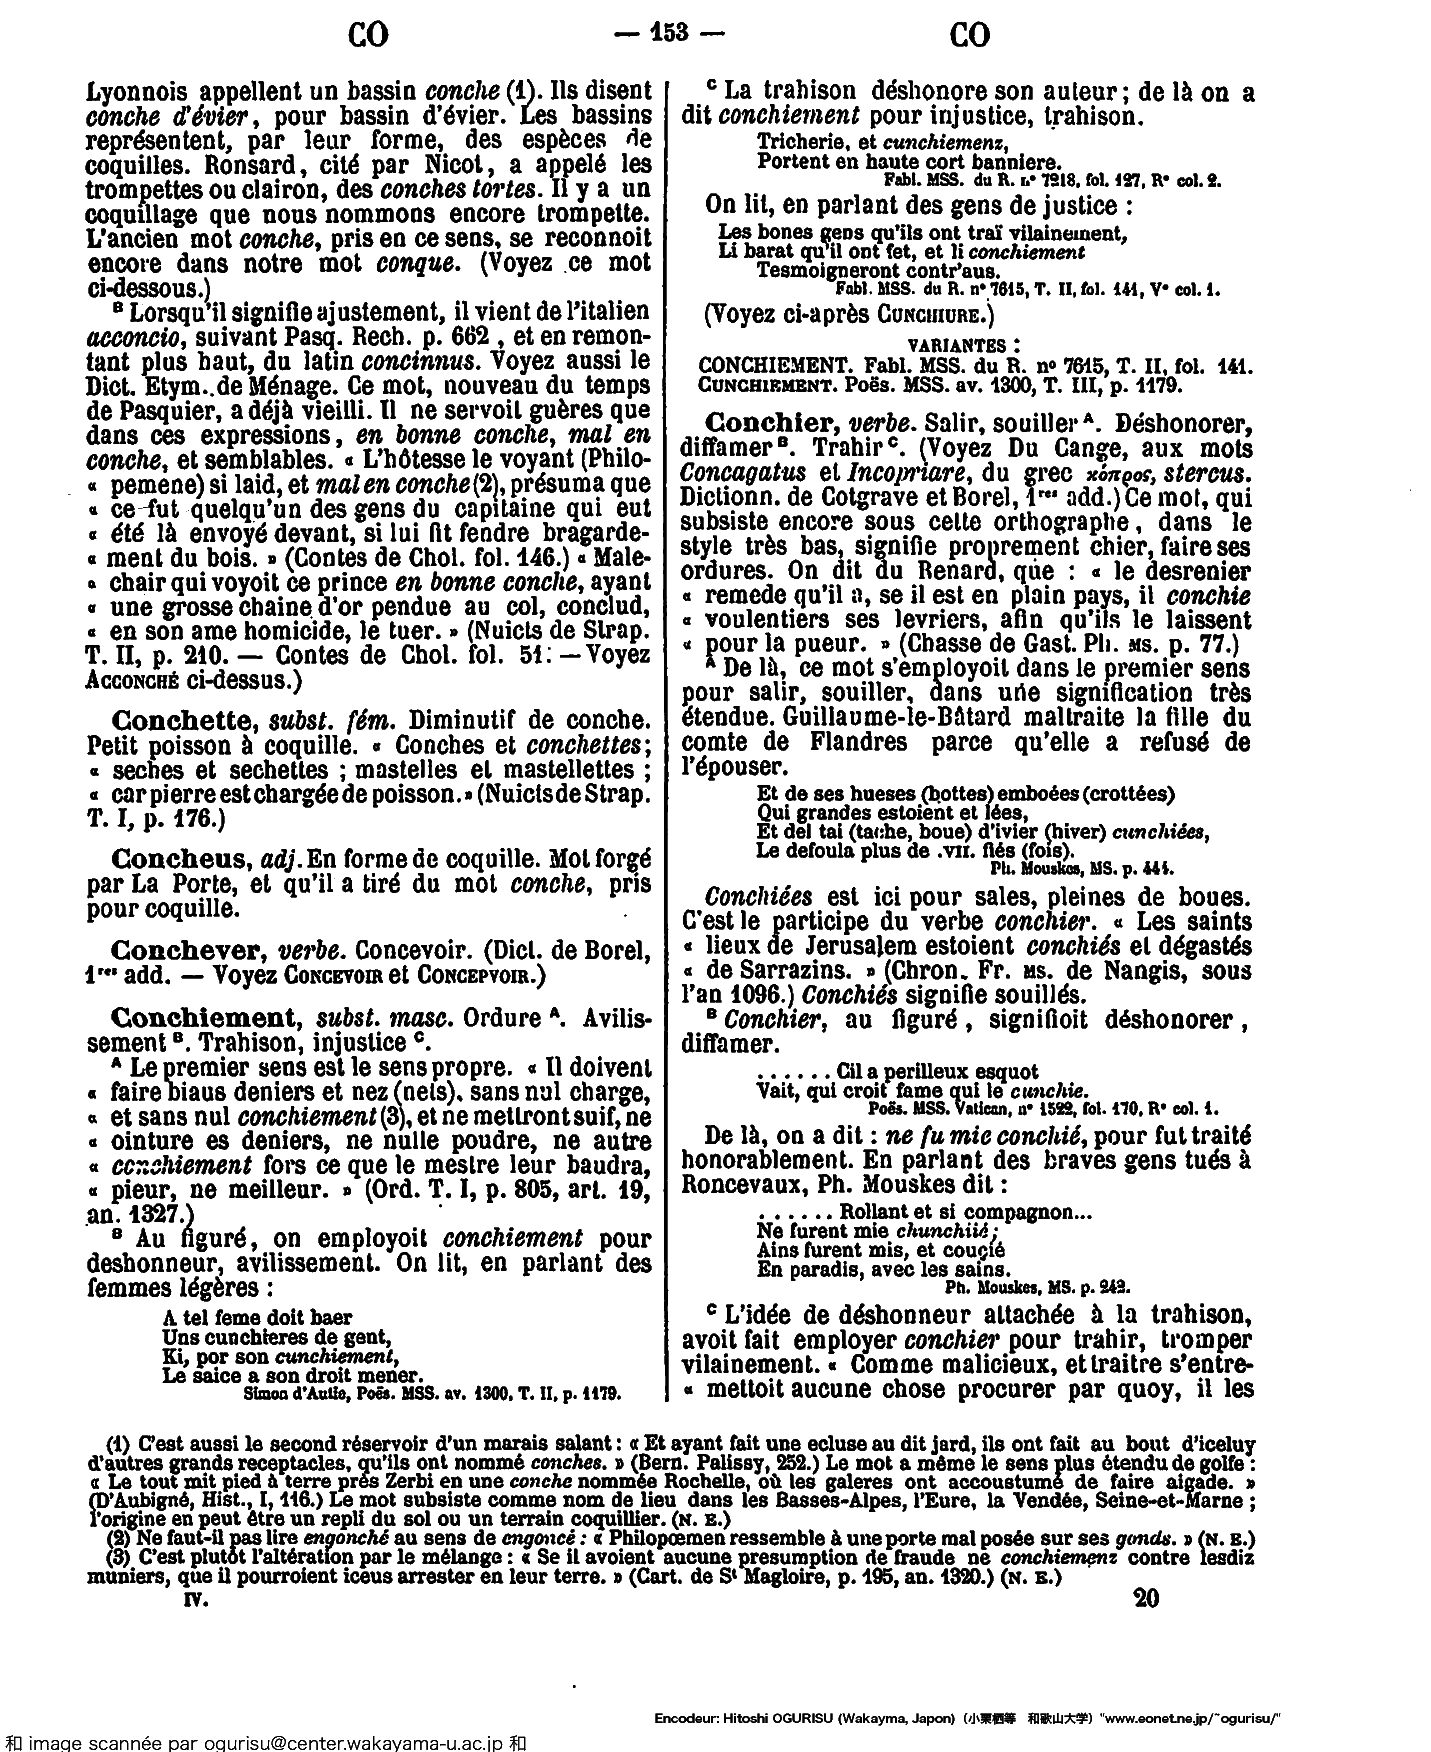 CO
— 153 —
CO
Lyonnois appellent un bassin conche (1). Ils disent
conche d'évier, pour bassin d'évier. Les bassins
représentent, par leur forme, des espèces de
coquilles. Ronsard, cité par Nicot, a appelé les
trompettes ou clairon, des conches tortes. Il y a un
coquillage que nous nommons encore trompette.
L'ancien mot conche, pris en ce sens, se reconnoit
encore dans notre mot conque. (Voyez ce mot
ci-dessous.)
B Lorsqu'il signifie ajustement, il vient de l'italien
acconcio, suivant Pasq. Rech. p. 662, et en remon-
tant plus haut, du latin concinnus. Voyez aussi le
Dict. Etym. de Ménage. Ce mot, nouveau du temps
de Pasquier, a déjà vieilli. Il ne servoit guères que
dans ces expressions, en bonne conche, mal en
conche, et semblables. « L'hôtesse le voyant (Philo-
« pemene) si laid, et mal en conche (2), présuma que
« ce fut quelqu'un des gens du capitaine qui eut
« été là envoyé devant, si lui fit fendre bragarde-
« ment du bois. » (Contes de Chol. fol. 146.) « Male-
« chair qui voyoit ce prince en bonne conche, ayant
« une grosse chaine d'or pendue au col, conclud,
« en son ame homicide, le tuer. » (Nuicts de Strap.
T. II, p. 210. — Contes de Chol. fol. 51: — Voyez
ACCONCHÉ ci-dessus.)
Conchette, subst. fém. Diminutif de conche.
Petit poisson à coquille. « Conches et conchettes;
« seches et sechettes ; mastelles et mastellettes ;
« car pierre est chargée de poisson. » (Nuicts de Strap.
T. I, p. 176.)
Concheus, adj. En forme de coquille. Mot forgé
par La Porte, et qu'il a tiré du mot conche, pris
pour coquille.
Conchever, verbe. Concevoir. (Dict. de Borel,
1res add. — Voyez CONCEVOIR et CONCEPVOIR.)
Conchiement, subst. masc. Ordure A. Avilis-
sement B. Trahison, injustice C.
A Le premier sens est le sens propre. « Il doivent
« faire biaus deniers et nez (nets), sans nul charge,
« et sans nul conchiement (3), et ne mettront suif, ne
« ointure es deniers, ne nulle poudre, ne autre
« conchiement fors ce que le mestre leur baudra,
« pieur, ne meilleur. » (Ord. T. I, p. 805, art. 19,
an. 1327.)
B Au figuré, on employoit conchiement pour
deshonneur, avilissement. On lit, en parlant des
femmes légères :
A tel feme doit baer
Uns cunchieres de gent,
Ki, por son cunchiement,
Le saice a son droit mener.
Simon d'Autie, Poës. MSS. av. 1300, T. II, p. 1179.
C La trahison déshonore son auteur; de là on a
dit conchiement pour injustice, trahison.
Tricherie, et cunchiemenz,
Portent en haute cort banniere.
Fabl. MSS. du R. n° 7218, fol. 127, R° col. 2.
On lit, en parlant des gens de justice :
Les bones gens qu'ils ont traï vilainement,
Li barat qu'il ont fet, et li conchiement
Tesmoigneront contr'aus.
Fabl. MSS. du R. n° 7615, T. II, fol. 141, V° col. 1.
(Voyez ci-après CUNCHIURE.)
VARIANTES :
CONCHIEMENT. Fabl. MSS. du R. n° 7615, T. II, fol. 141.
CUNCHIEMENT. Poës. MSS. av. 1300, T. III, p. 1179.
Conchier, verbe. Salir, souiller A. Déshonorer,
diffamer B. Trahir C. (Voyez Du Cange, aux mots
Concagatus et Incopriare, du grec κόπρος, stercus.
Dictionn. de Cotgrave et Borel, 1res add.) Ce mot, qui
subsiste encore sous cette orthographe, dans le
style très bas, signifie proprement chier, faire ses
ordures. On dit du Renard, que : « le desrenier
« remede qu'il a, se il est en plain pays, il conchie
« voulentiers ses levriers, afin qu'ils le laissent
« pour la pueur. » (Chasse de Gast. Ph. MS. p. 77.)
A De là, ce mot s'employoit dans le premier sens
pour salir, souiller, dans une signification très
étendue. Guillaume-le-Bâtard maltraite la fille du
comte de Flandres parce qu'elle a refusé de
l'épouser.
Et de ses hueses (bottes) emboées (crottées)
Qui grandes estoient et lées,
Et del tai (tache, boue) d'ivier (hiver) cunchiées,
Le defoula plus de .VII. fiés (fois).
Ph. Mouskes, MS. p. 444.
Conchiées est ici pour sales, pleines de boues.
C'est le participe du verbe conchier. « Les saints
« lieux de Jerusalem estoient conchiés et dégastés
« de Sarrazins. » (Chron. Fr. MS. de Nangis, sous
l'an 1096.) Conchiés signifie souillés.
B Conchier, au figuré, signifioit déshonorer,
diffamer.
. . . . . . Cil a perilleux esquot
Vait, qui croit fame qui le cunchie.
Poës. MSS. Vatican, n° 1522, fol. 170, R° col. 1.
De là, on a dit : ne fu mie conchié, pour fut traité
honorablement. En parlant des braves gens tués à
Roncevaux, Ph. Mouskes dit :
. . . . . . Rollant et si compagnon...
Ne furent mie chunchiié;
Ains furent mis, et couçié
En paradis, avec les sains.
Ph. Mouskes, MS. p. 242.
C L'idée de déshonneur attachée à la trahison,
avoit fait employer conchier pour trahir, tromper
vilainement. « Comme malicieux, et traitre s'entre-
« mettoit aucune chose procurer par quoy, il les
(1) C'est aussi le second réservoir d'un marais salant : « Et ayant fait une ecluse au dit jard, ils ont fait au bout d'iceluy
d'autres grands receptacles, qu'ils ont nommé conches. » (Bern. Palissy, 252.) Le mot a même le sens plus étendu de golfe :
« Le tout mit pied à terre prés Zerbi en une conche nommée Rochelle, où les galeres ont accoustumé de faire aigade. »
(D'Aubigné, Hist., I, 116.) Le mot subsiste comme nom de lieu dans les Basses-Alpes, l'Eure, la Vendée, Seine-et-Marne ;
l'origine en peut être un repli du sol ou un terrain coquillier. (N. E.)
(2) Ne faut-il pas lire engonché au sens de engoncé : « Philopœmen ressemble à une porte mal posée sur ses gonds. » (N. E.)
(3) C'est plutôt l'altération par le mélange : « Se il avoient aucune presumption de fraude ne conchiemenz contre lesdiz
muniers, que il pourroient iceus arrester en leur terre. » (Cart. de St Magloire, p. 195, an. 1320.) (N. E.)
IV.
20
Encodeur: Hitoshi OGURISU (Wakayma, Japon) (小栗栖等 和歌山大学) "www.eonet.ne.jp/~ogurisu/"
和 image scannée par ogurisu@center.wakayama-u.ac.jp 和